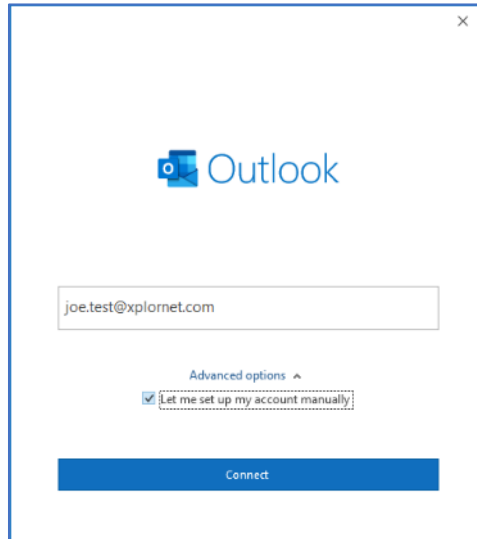 Outlook
joe.test@xplornet.com
Advanced options
Let me set up my account manually
Connect